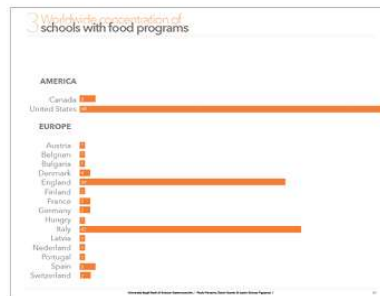 3 Worldwide concentration of
schools with food programs
AMERICA
Canada
United States
EUROPE
Austria
Belgium
Bulgaria
Denmark
England
Finland
France
Germany
Hungry
Italy
Latvia
Nederland
Portugal
Spain
Switzerland